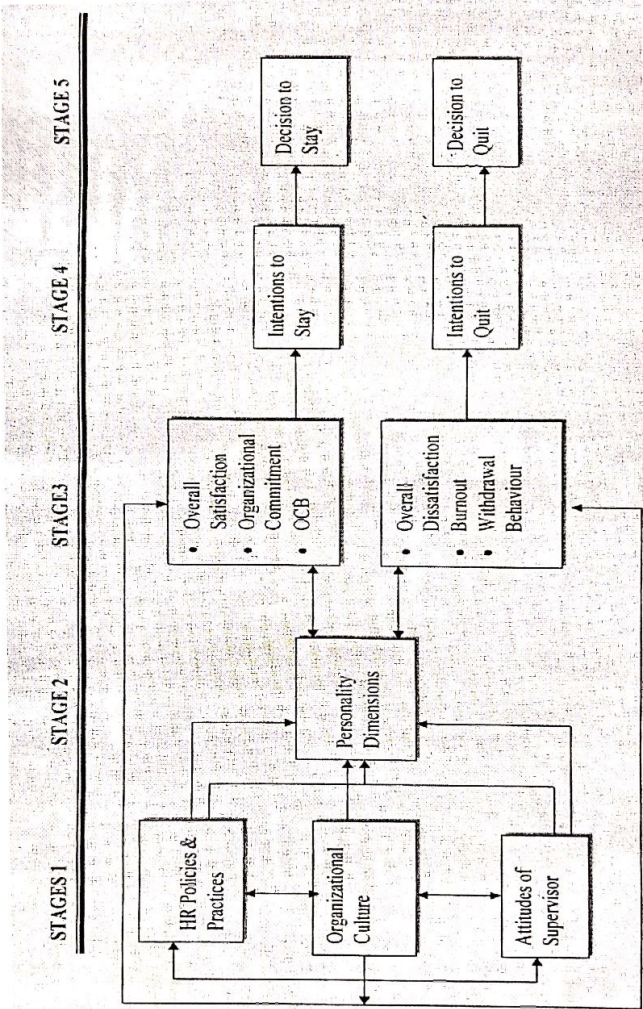 STAGES 1
STAGE 2
STAGE3
STAGE 4
STAGE 5
HR Policies &
Practices
Organizational
Culture
Attitudes of
Supervisor
Personality
Dimensions
• Overall
Satisfaction
• Organizational
Commitment
• OCB
• Overall
Dissatisfaction
• Burnout
• Withdrawal
Behaviour
Intentions to
Stay
Intentions to
Quit
Decision to
Stay
Decision to
Quit